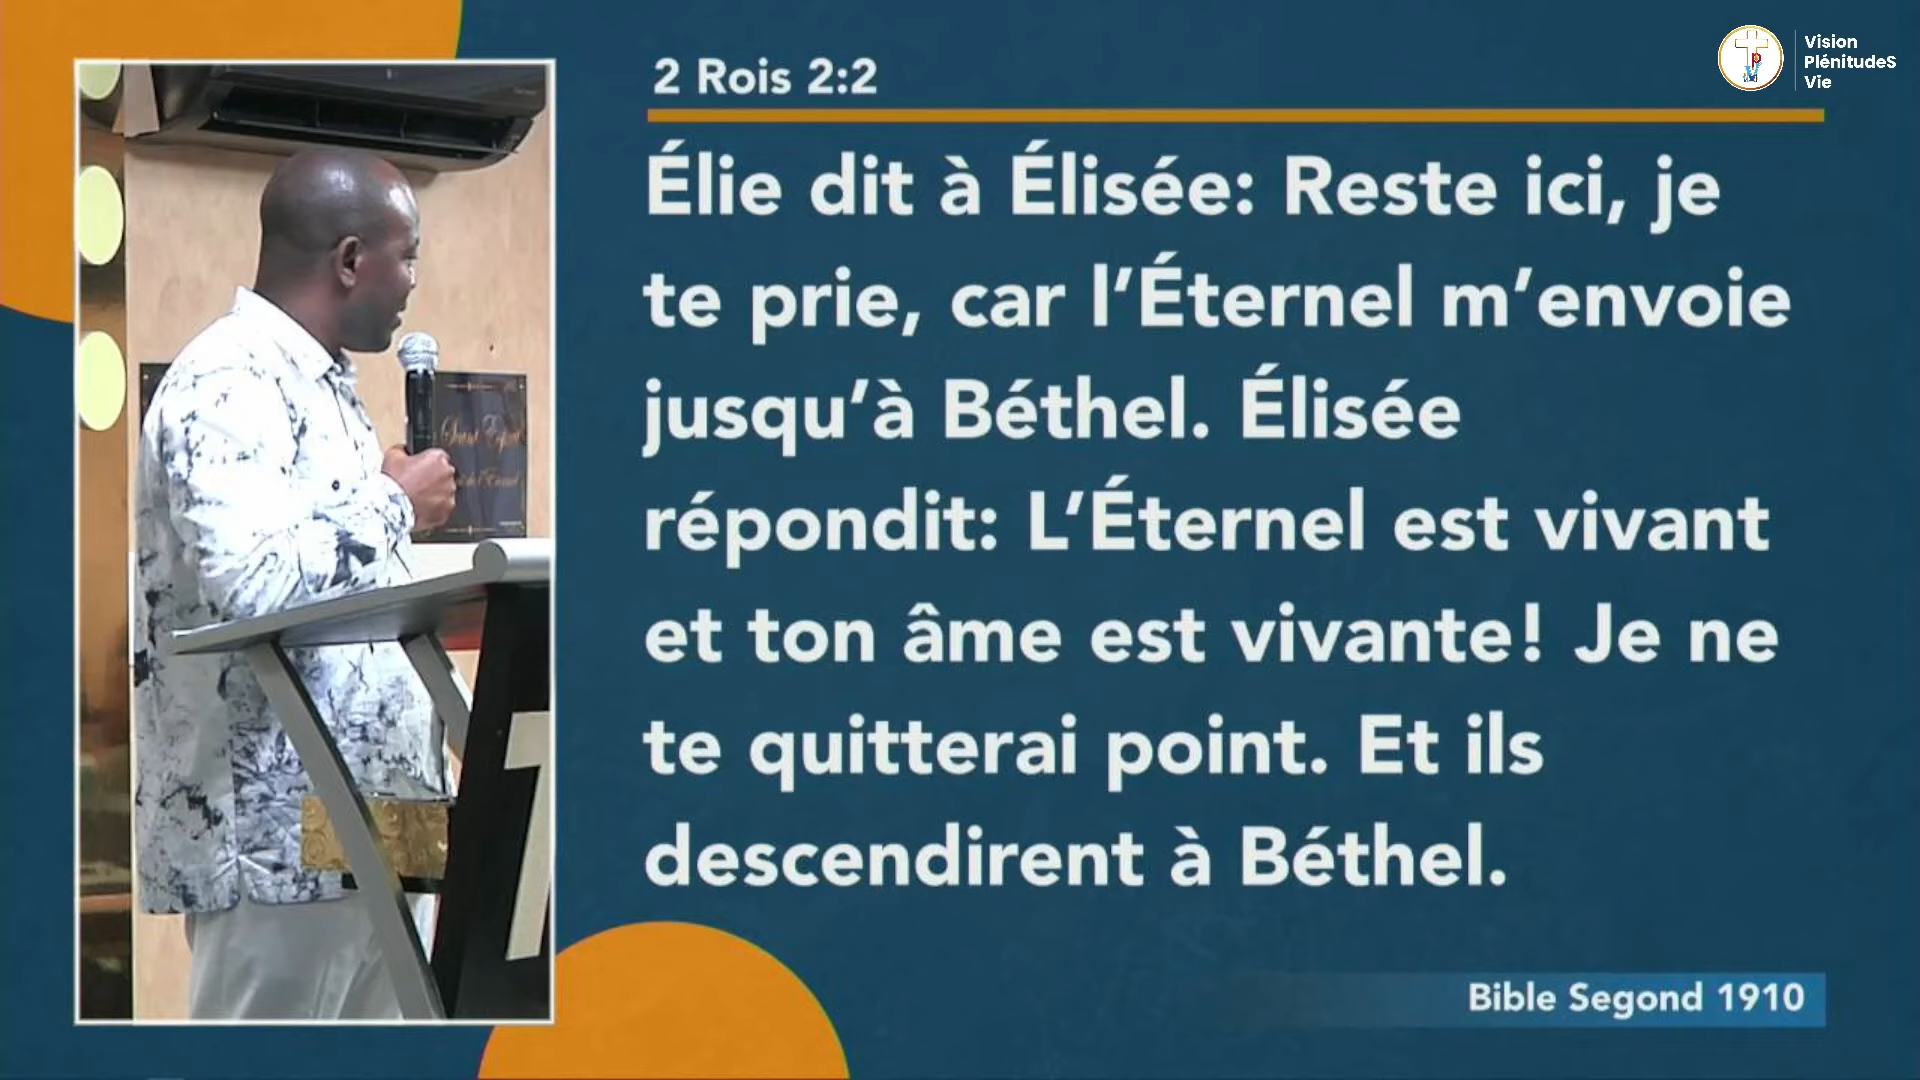 2 Rois 2:2
Élie dit à Élisée: Reste ici, je
te prie, car l’Éternel m’envoie
jusqu’à Béthel. Élisée
répondit: L’Éternel est vivant
et ton âme est vivante! Je ne
te quitterai point. Et ils
descendirent à Béthel.
Bible Segond 1910
Vision
PlénitudeS
Vie